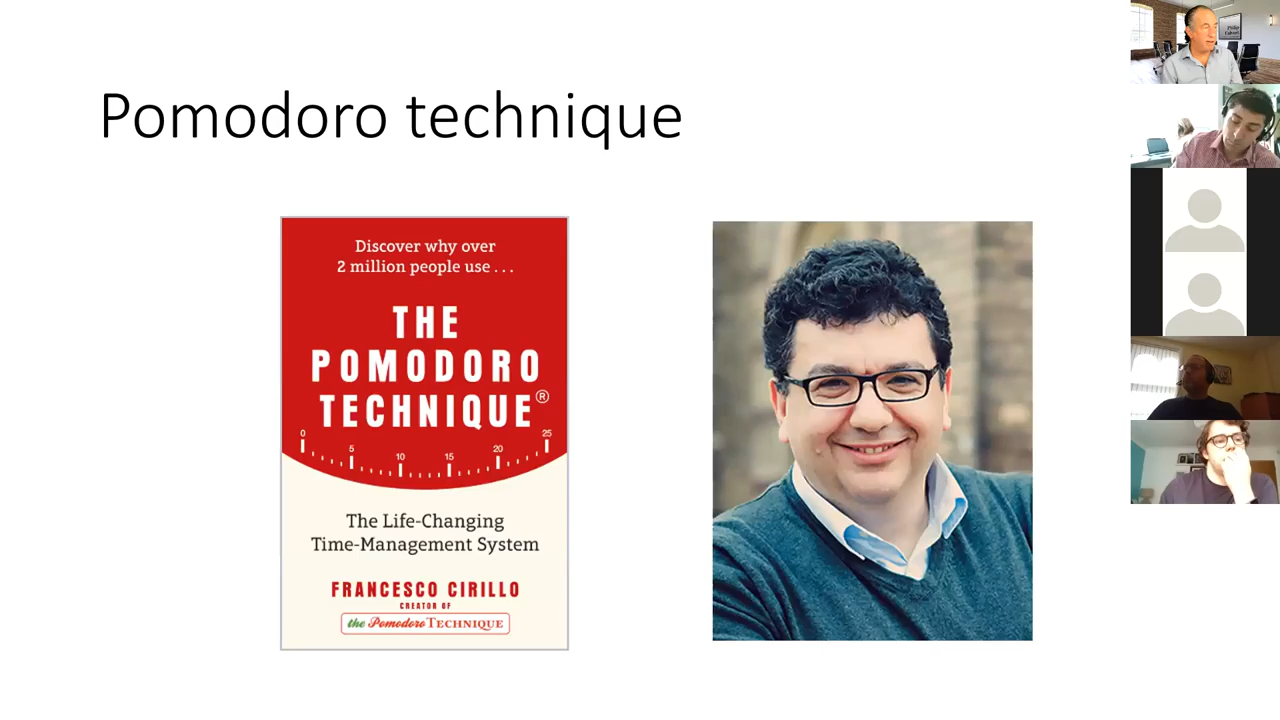 Pomodoro technique
Discover why over
2 million people use . . .
THE
POMODORO
TECHNIQUE®
0 5 10 15 20 25
The Life-Changing
Time-Management System
FRANCESCO CIRILLO
CREATOR OF
the Pomodoro TECHNIQUE